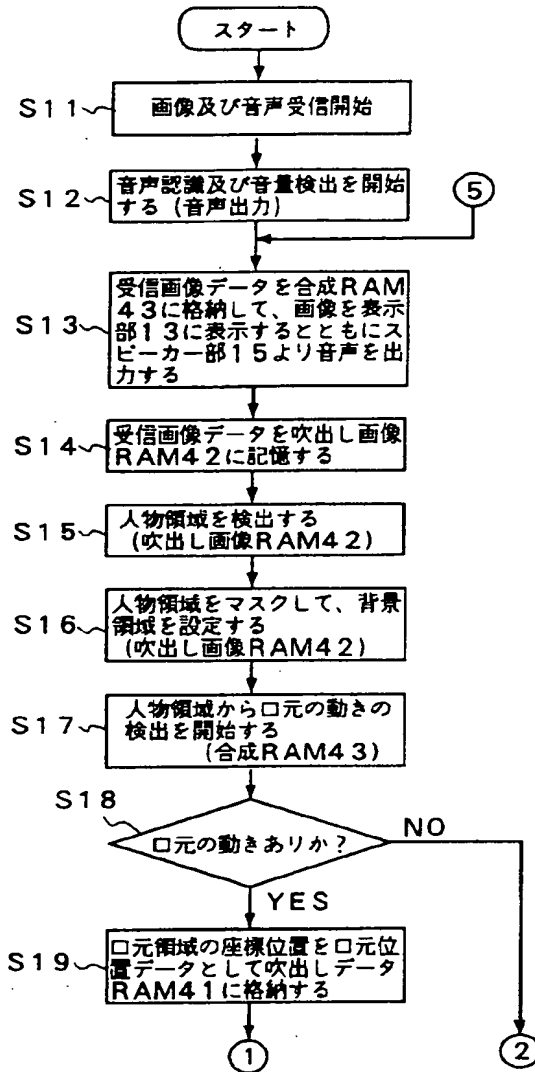 スタート
S11
画像及び音声受信開始
S12
音声認識及び音量検出を開始
する(音声出力)
5
S13
受信画像データを合成RAM
43に格納して、画像を表示
部13に表示するとともにス
ピーカー部15より音声を出
力する
S14
受信画像データを吹出し画像
RAM42に記憶する
S15
人物領域を検出する
(吹出し画像RAM42)
S16
人物領域をマスクして、背景
領域を設定する
(吹出し画像RAM42)
S17
人物領域から口元の動きの
検出を開始する
(合成RAM43)
S18
口元の動きありか?
NO
YES
S19
口元領域の座標位置を口元位
置データとして吹出しデータ
RAM41に格納する
1
2